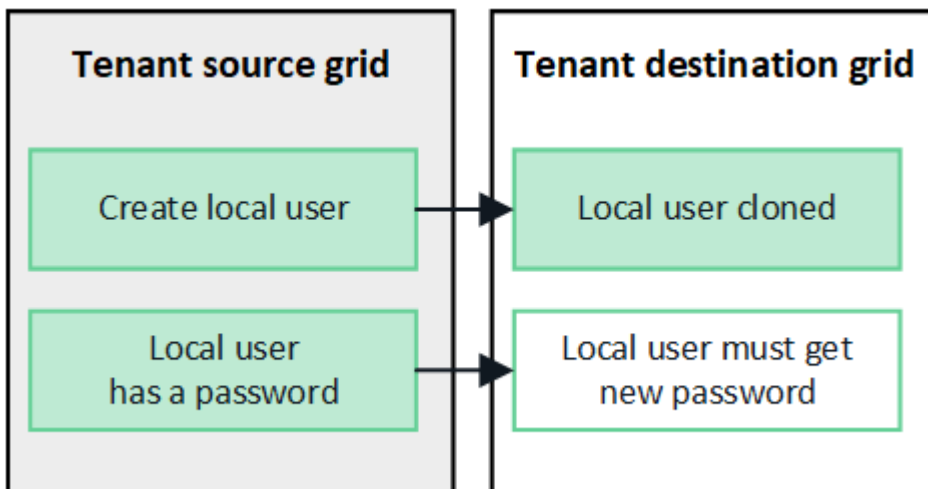 Tenant source grid
Create local user
Local user
has a password
Tenant destination grid
Local user cloned
Local user must get
new password